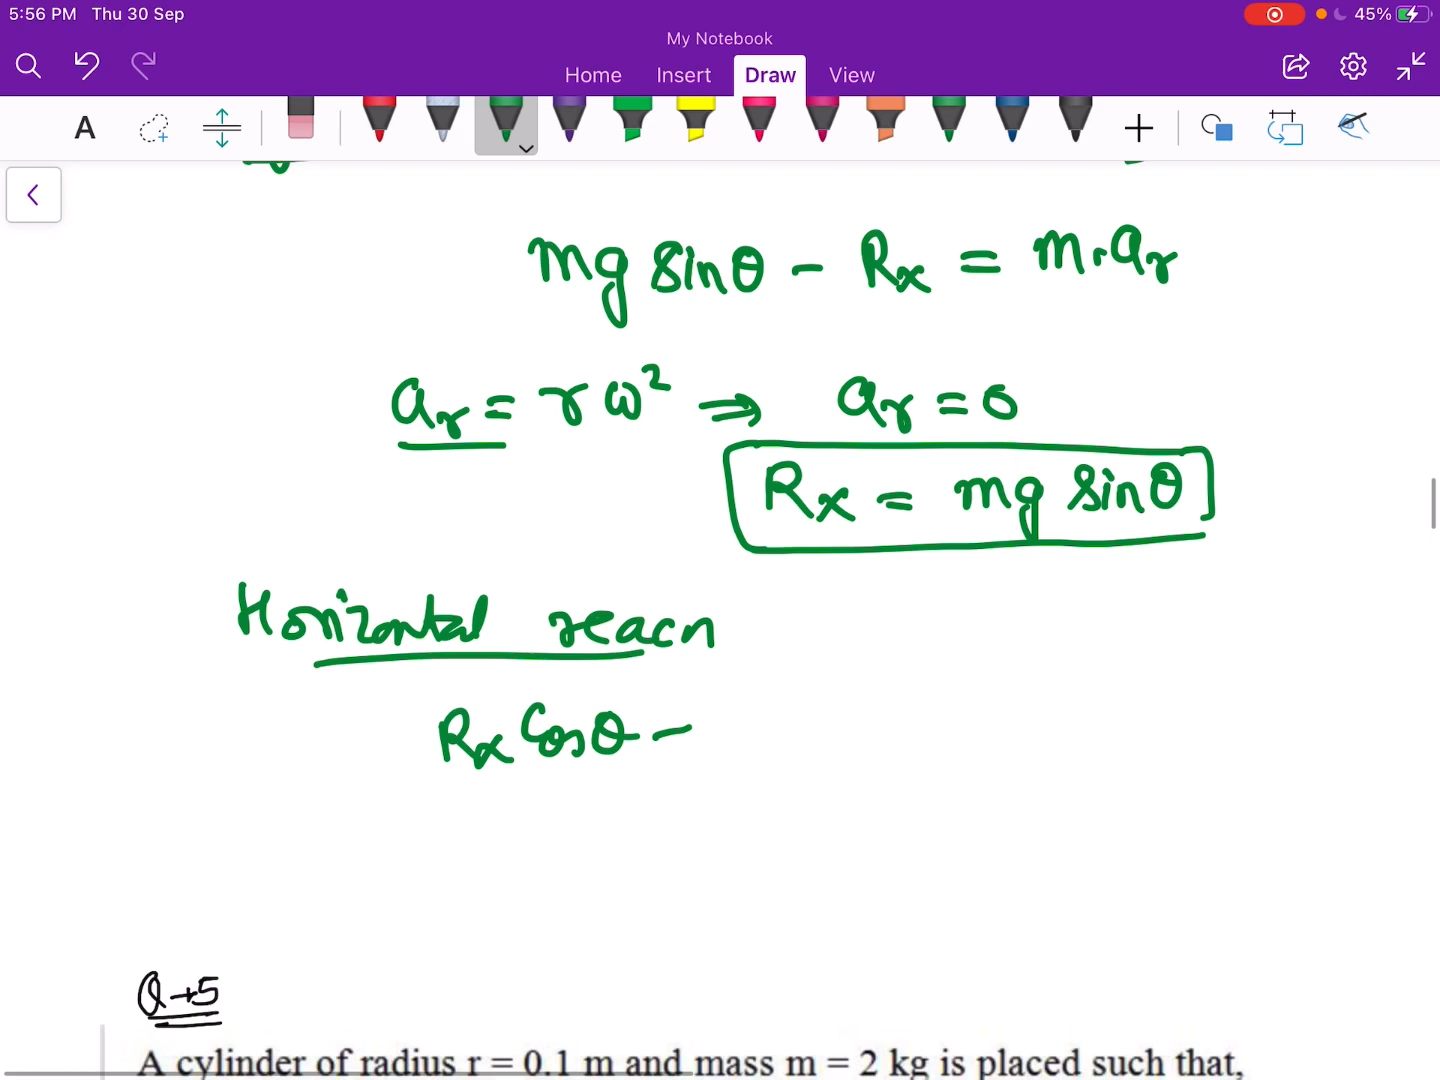 5:56 PM Thu 30 Sep
45%
My Notebook
Home Insert Draw View
A
mg sinθ - Rx = m.ar
ar = rω² ⇒ ar = 0
Rx = mg sinθ
Horizontal reacn
Rx Cosθ -
Q→5
A cylinder of radius r = 0.1 m and mass m = 2 kg is placed such that,